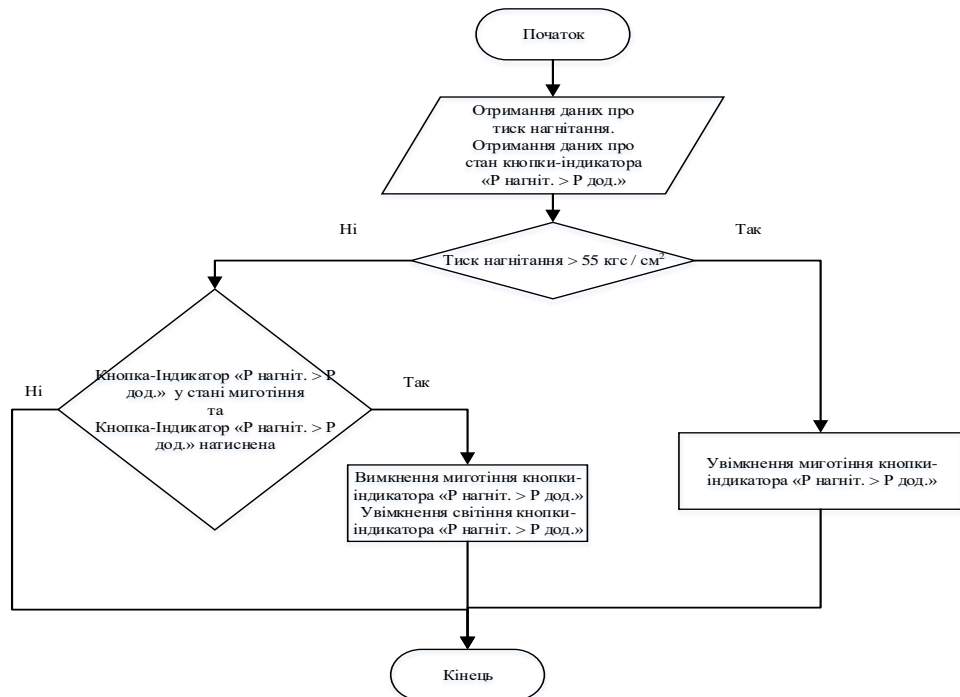 Початок
Отримання даних про
тиск нагнітання.
Отримання даних про
стан кнопки-індикатора
«Р нагніт. > Р дод.»
Ні
Так
Тиск нагнітання > 55 кгс / см²
Кнопка-Індикатор «Р нагніт. > Р
дод.» у стані миготіння
та
Кнопка-Індикатор «Р нагніт. > Р
дод.» натиснена
Ні
Так
Вимкнення миготіння кнопки-
індикатора «Р нагніт. > Р дод.»
Увімкнення світіння кнопки-
індикатора «Р нагніт. > Р дод.»
Увімкнення миготіння кнопки-
індикатора «Р нагніт. > Р дод.»
Кінець